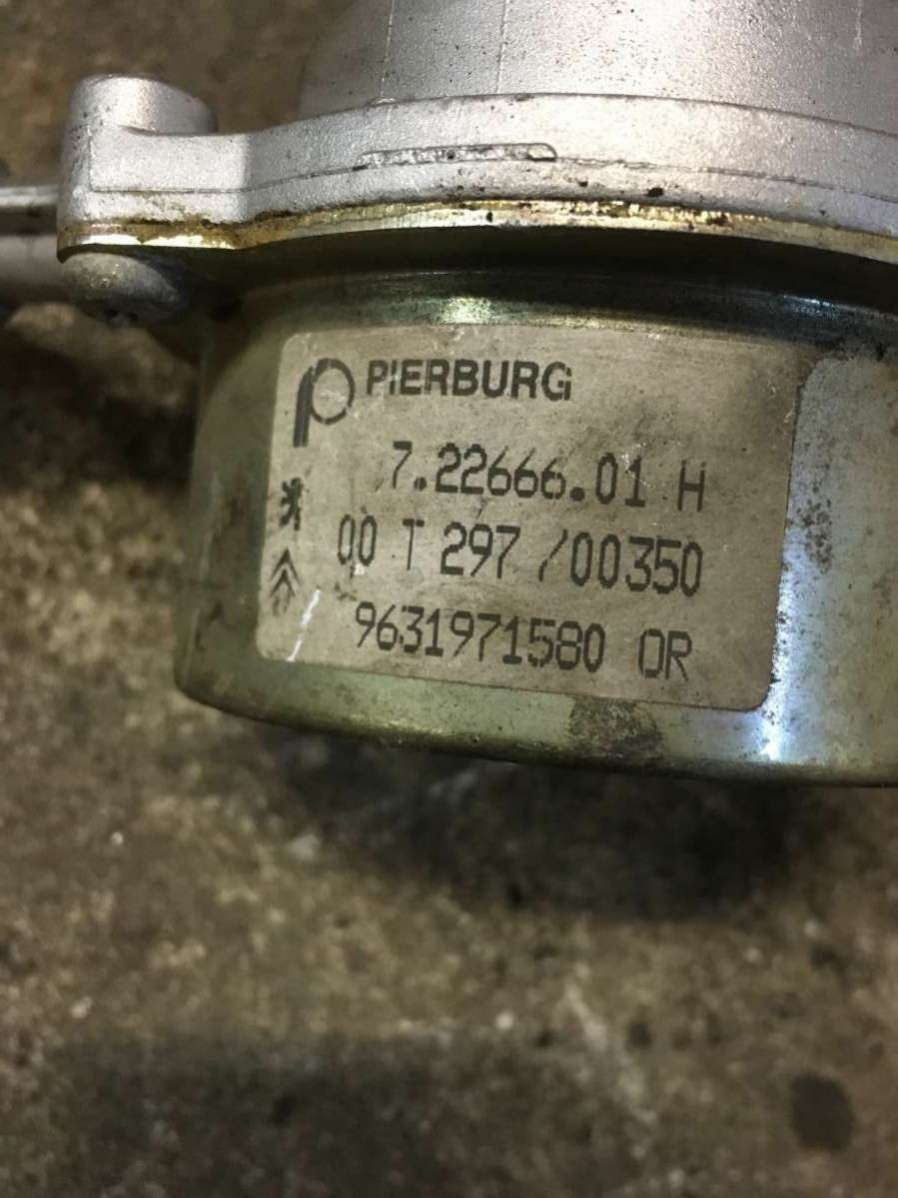 PIERBURG
7.22666.01 H
00 T 297 /00350
9631971580 OR